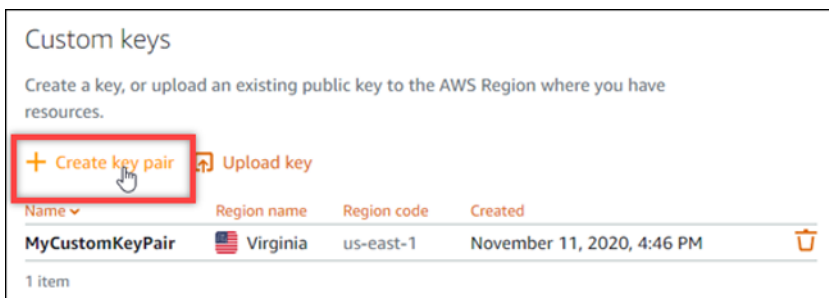 Custom keys
Create a key, or upload an existing public key to the AWS Region where you have
resources.
Create key pair Upload key
Name Region name Region code Created
MyCustomKeyPair Virginia us-east-1 November 11, 2020, 4:46 PM
1 item